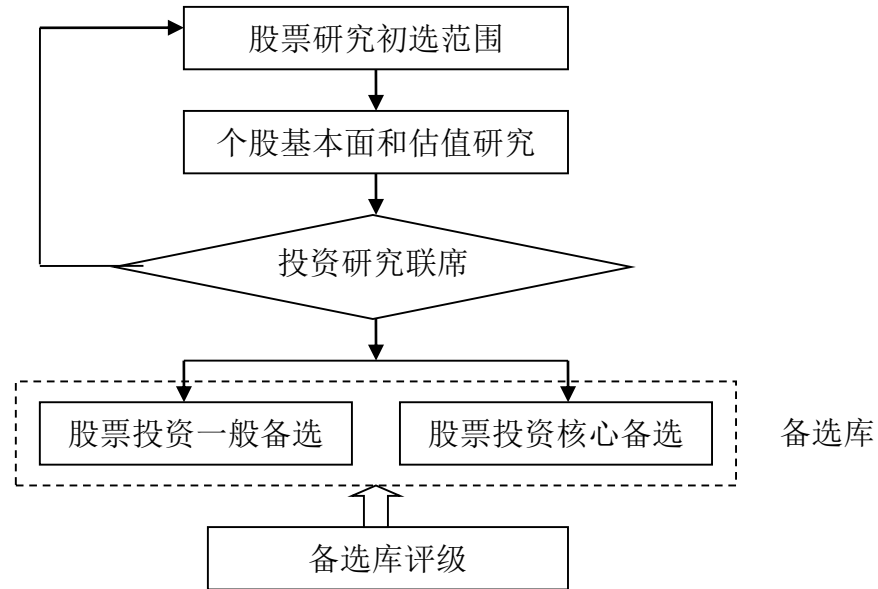 股票研究初选范围
个股基本面和估值研究
投资研究联席
股票投资一般备选
股票投资核心备选
备选库
备选库评级